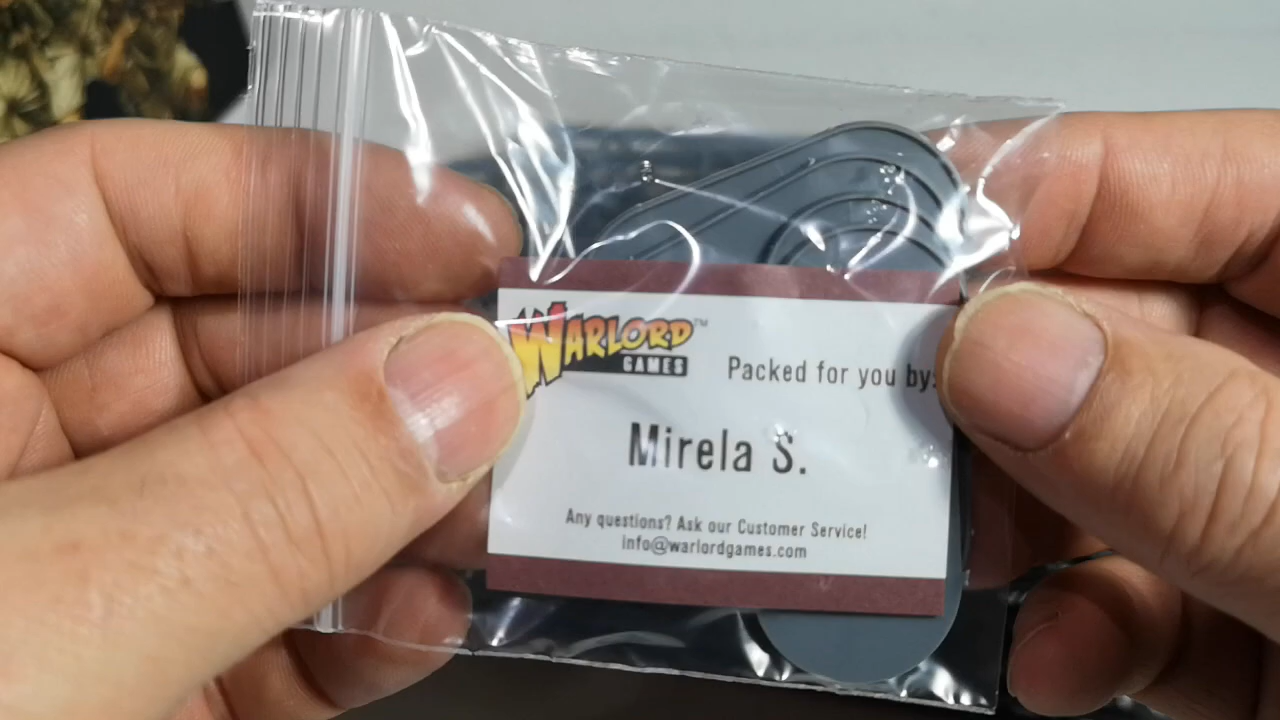 WARLORD™
GAMES
Packed for you by:
Mirela S.
Any questions? Ask our Customer Service!
info@warlordgames.com